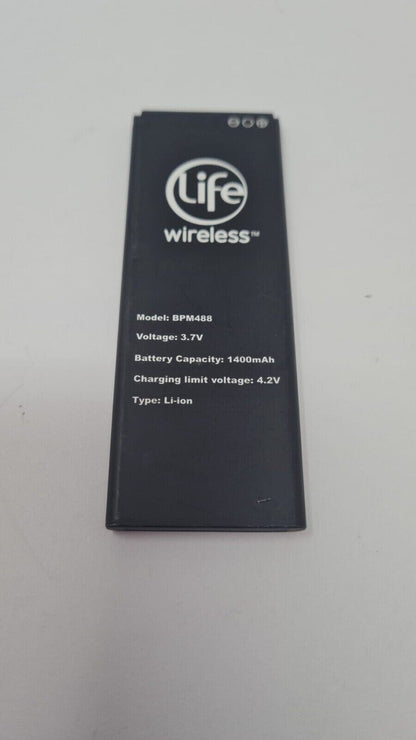 Life
wireless™
Model: BPM488
Voltage: 3.7V
Battery Capacity: 1400mAh
Charging limit voltage: 4.2V
Type: Li-ion